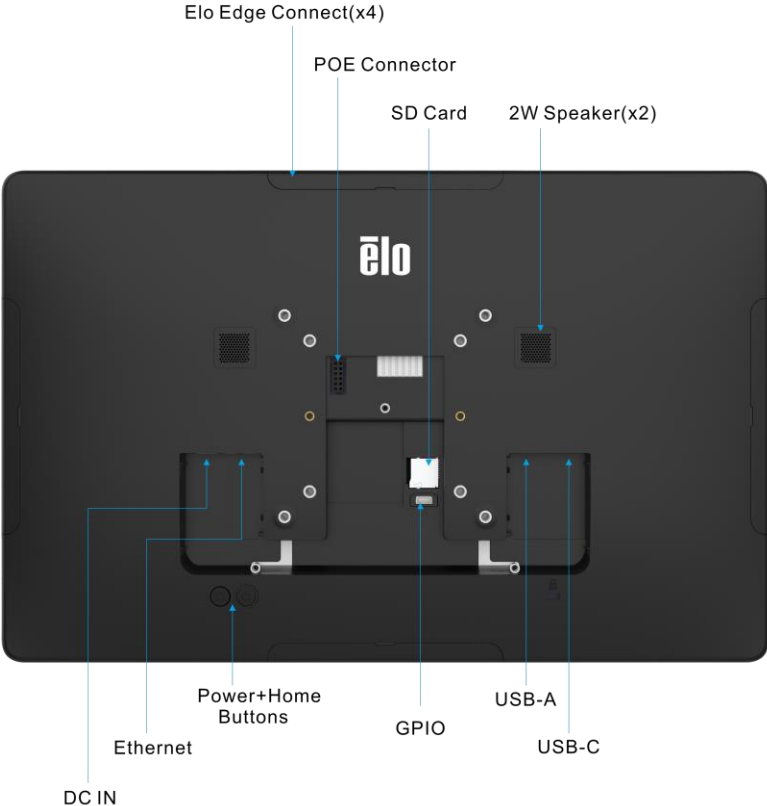 Elo Edge Connect(x4)
POE Connector
SD Card
2W Speaker(x2)
ēlo
Power+Home
Buttons
USB-A
GPIO
Ethernet
USB-C
DC IN